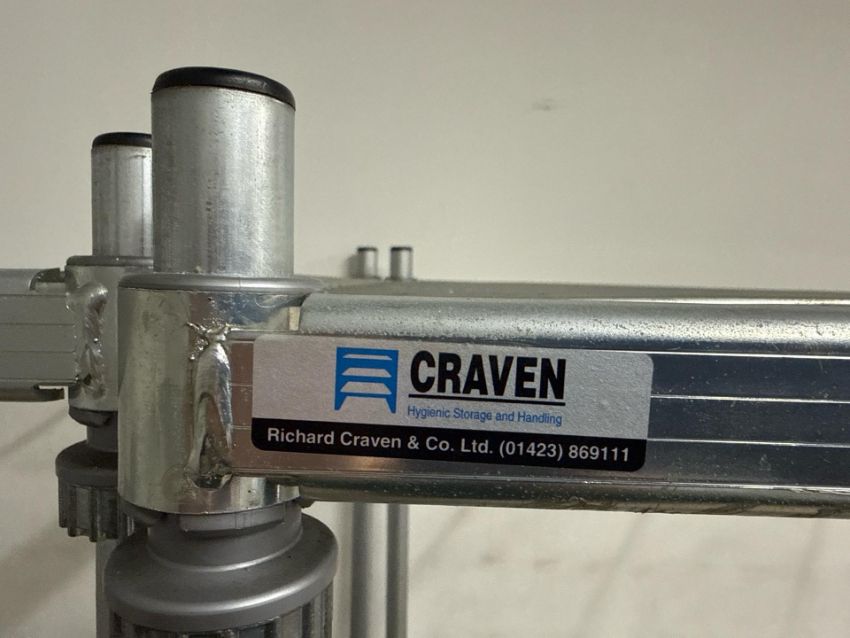 CRAVEN
Hygienic Storage and Handling
Richard Craven & Co. Ltd. (01423) 869111